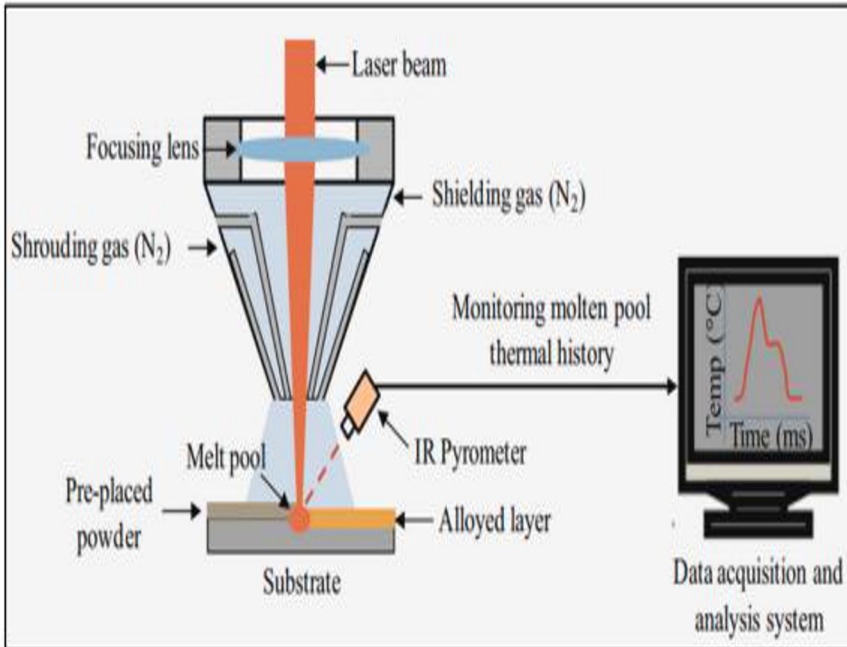 Laser beam
Focusing lens
Shielding gas (N₂)
Shrouding gas (N₂)
Monitoring molten pool
thermal history
Temp (°C)
Time (ms)
IR Pyrometer
Melt pool
Pre-placed
powder
Alloyed layer
Substrate
Data acquisition and
analysis system